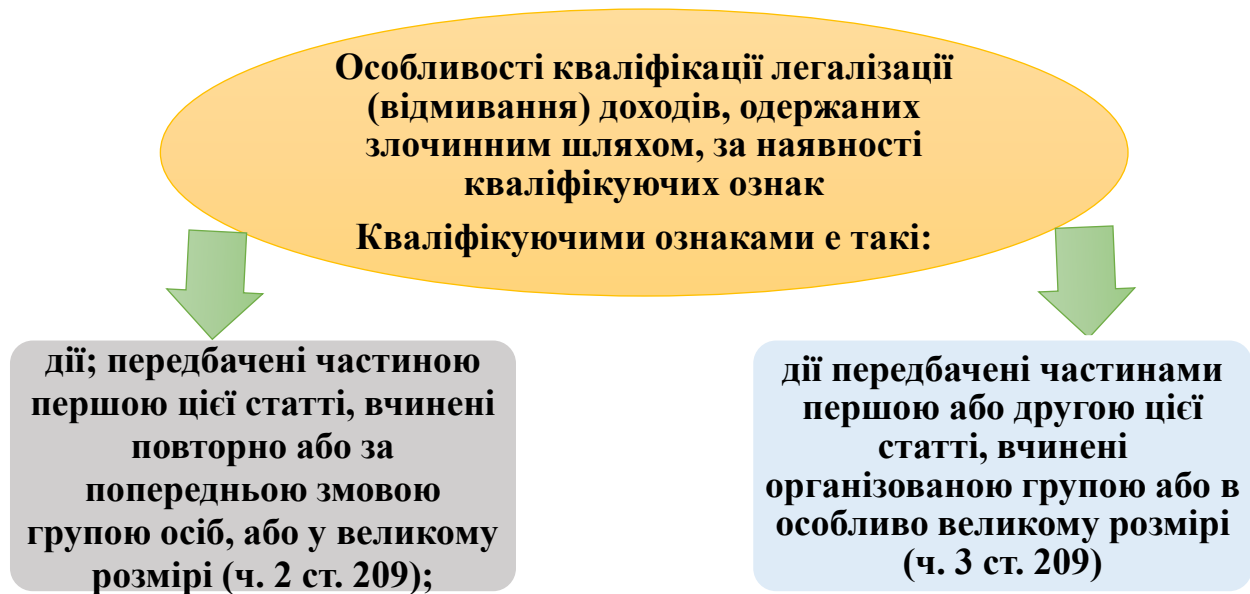 Особливості кваліфікації легалізації
(відмивання) доходів, одержаних
злочинним шляхом, за наявності
кваліфікуючих ознак
Кваліфікуючими ознаками е такі:
дії; передбачені частиною
першою цієї статті, вчинені
повторно або за
попередньою змовою
групою осіб, або у великому
розмірі (ч. 2 ст. 209);
дії передбачені частинами
першою або другою цієї
статті, вчинені
організованою групою або в
особливо великому розмірі
(ч. 3 ст. 209)